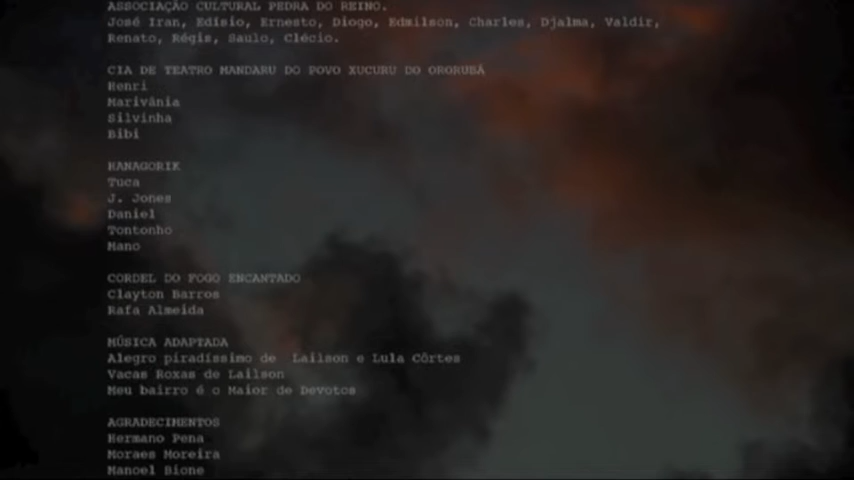 ASSOCIAÇÃO CULTURAL PEDRA DO REINO.
José Iran, Edísio, Ernesto, Diogo, Edmilson, Charles, Djalma, Valdir,
Renato, Régis, Saulo, Clécio.
CIA DE TEATRO MANDARU DO POVO XUCURU DO ORORUBÁ
Henri
Marivânia
Silvinha
Bibi
HANAGORIK
Tuca
J. Jones
Daniel
Tontonho
Mano
CORDEL DO FOGO ENCANTADO
Clayton Barros
Rafa Almeida
MÚSICA ADAPTADA
Alegro piradíssimo de Lailson e Lula Côrtes
Vacas Roxas de Lailson
Meu bairro é o Maior de Devotos
AGRADECIMENTOS
Hermano Pena
Moraes Moreira
Manoel Bione